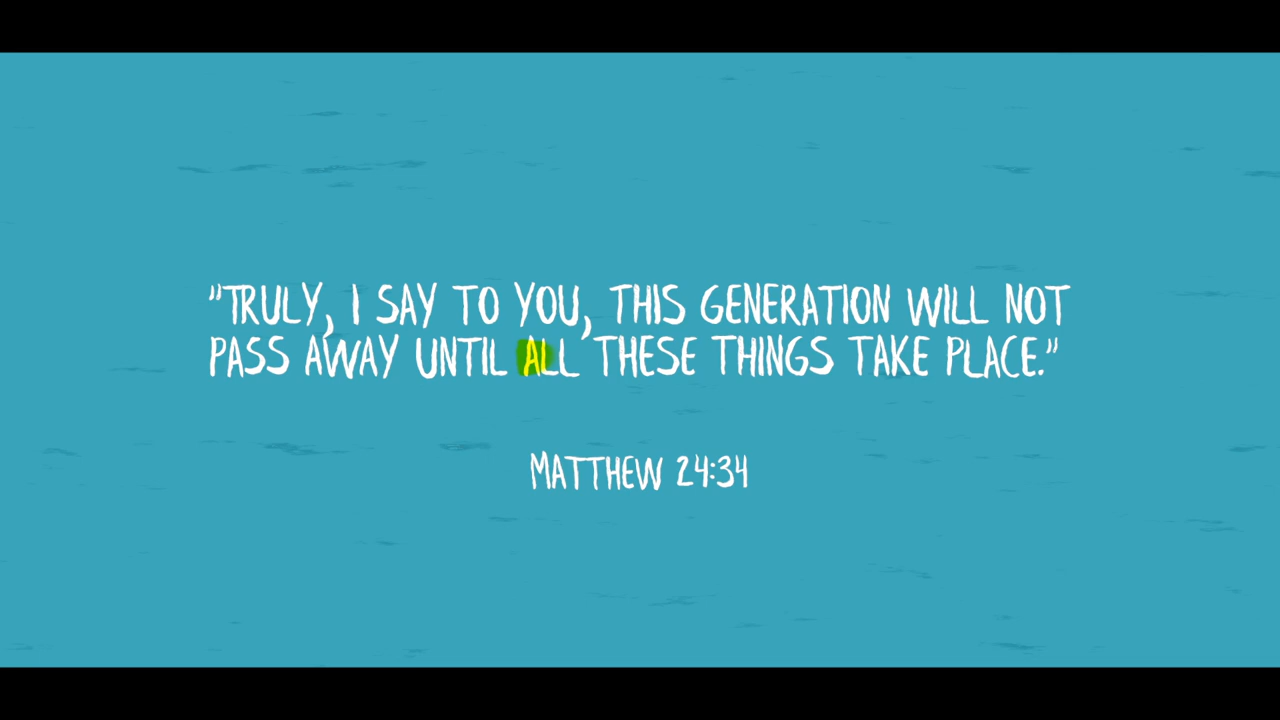 "TRULY, I SAY TO YOU, THIS GENERATION WILL NOT
PASS AWAY UNTIL ALL THESE THINGS TAKE PLACE."
MATTHEW 24:34